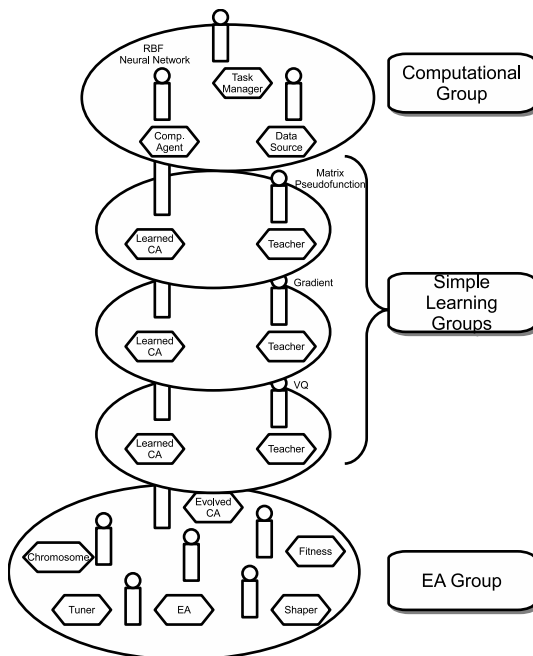 RBF
Neural Network
Task
Manager
Comp.
Agent
Data
Source
Computational
Group
Matrix
Pseudofunction
Learned
CA
Teacher
Gradient
Learned
CA
Teacher
Simple
Learning
Groups
VQ
Learned
CA
Teacher
Evolved
CA
Chromosome
Fitness
Tuner
EA
Shaper
EA Group